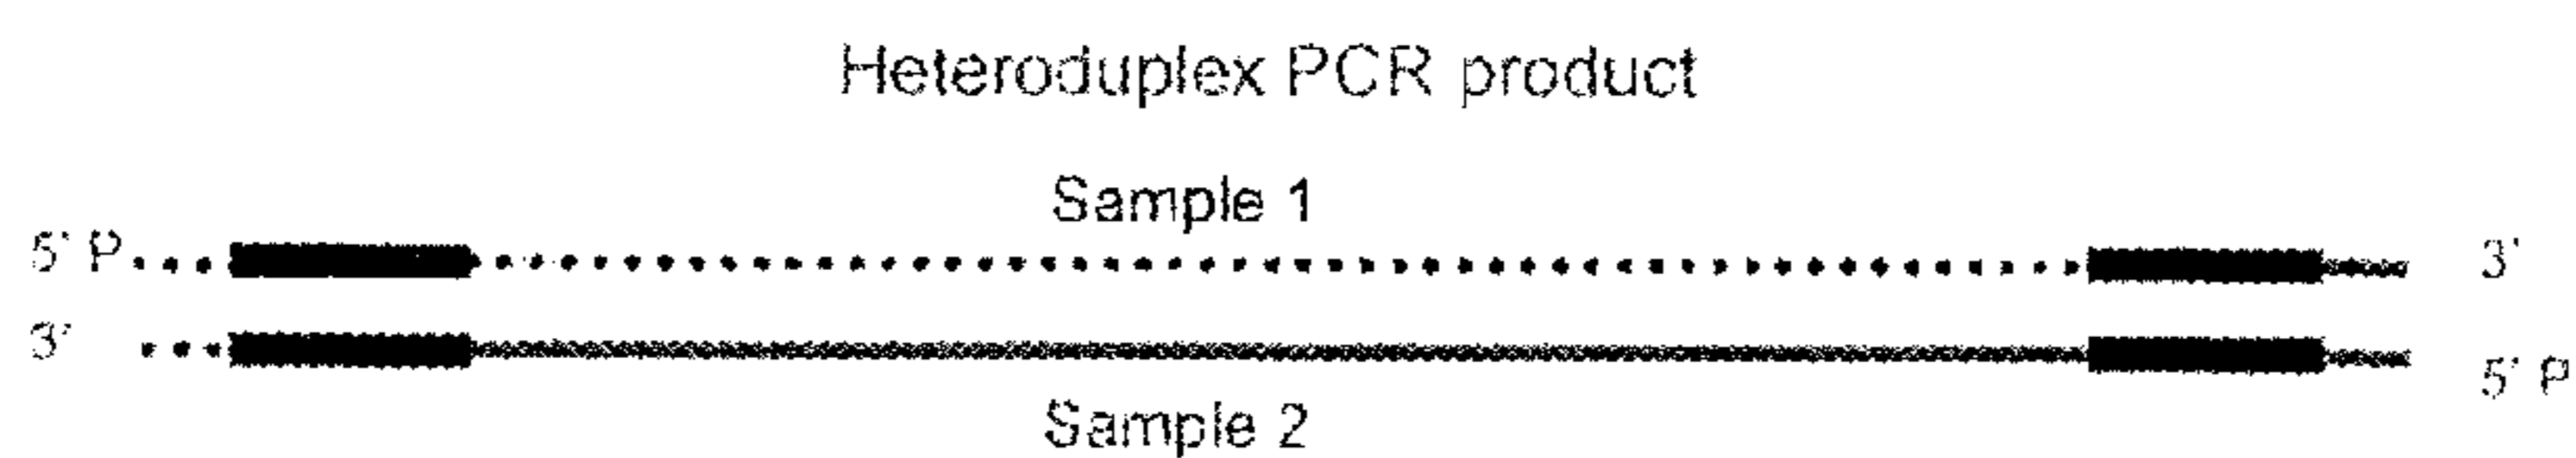 Heteroduplex PCR product
Sample 1
5' P 3'
3' 5' P
Sample 2